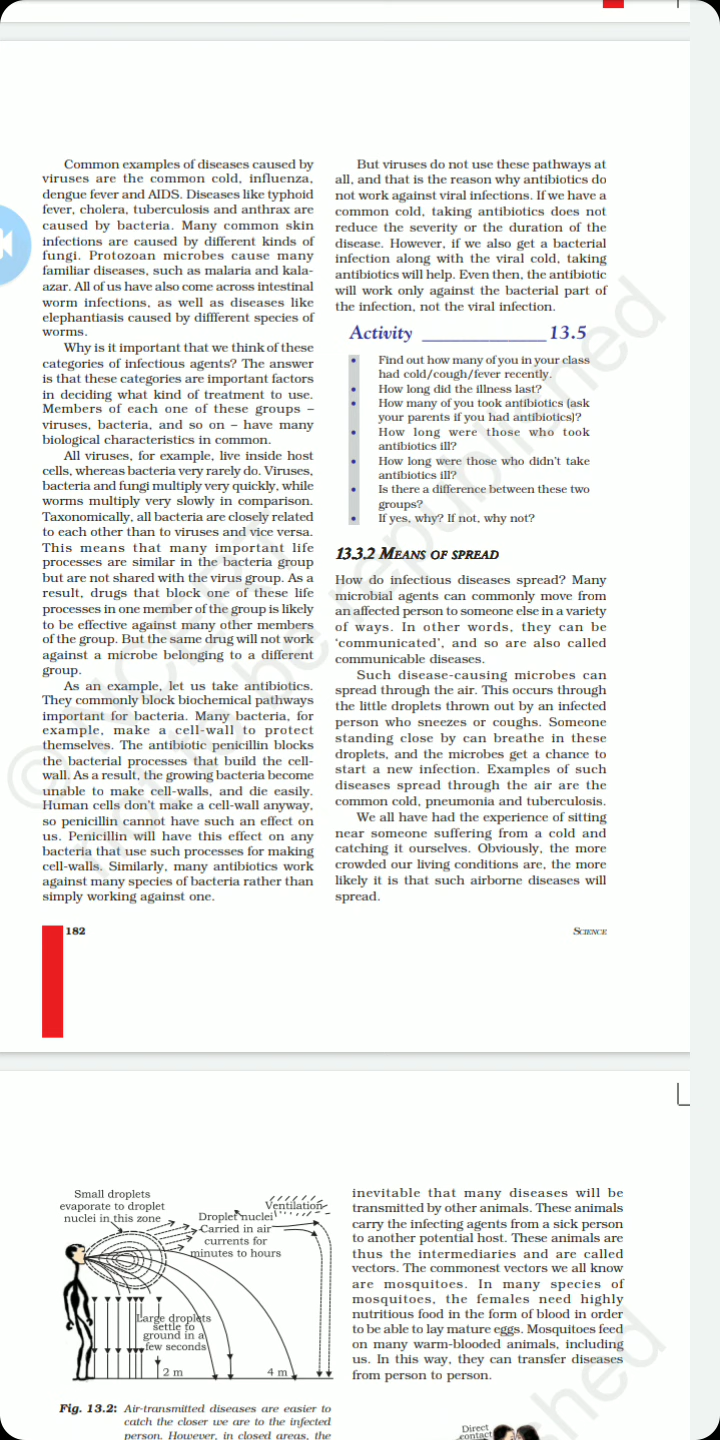 Common examples of diseases caused by
viruses are the common cold, influenza,
dengue fever and AIDS. Diseases like typhoid
fever, cholera, tuberculosis and anthrax are
caused by bacteria. Many common skin
infections are caused by different kinds of
fungi. Protozoan microbes cause many
familiar diseases, such as malaria and kala-
azar. All of us have also come across intestinal
worm infections, as well as diseases like
elephantiasis caused by diffferent species of
worms.
Why is it important that we think of these
categories of infectious agents? The answer
is that these categories are important factors
in deciding what kind of treatment to use.
Members of each one of these groups –
viruses, bacteria, and so on – have many
biological characteristics in common.
All viruses, for example, live inside host
cells, whereas bacteria very rarely do. Viruses,
bacteria and fungi multiply very quickly, while
worms multiply very slowly in comparison.
Taxonomically, all bacteria are closely related
to each other than to viruses and vice versa.
This means that many important life
processes are similar in the bacteria group
but are not shared with the virus group. As a
result, drugs that block one of these life
processes in one member of the group is likely
to be effective against many other members
of the group. But the same drug will not work
against a microbe belonging to a different
group.
As an example, let us take antibiotics.
They commonly block biochemical pathways
important for bacteria. Many bacteria, for
example, make a cell-wall to protect
themselves. The antibiotic penicillin blocks
the bacterial processes that build the cell-
wall. As a result, the growing bacteria become
unable to make cell-walls, and die easily.
Human cells don't make a cell-wall anyway,
so penicillin cannot have such an effect on
us. Penicillin will have this effect on any
bacteria that use such processes for making
cell-walls. Similarly, many antibiotics work
against many species of bacteria rather than
simply working against one.
But viruses do not use these pathways at
all, and that is the reason why antibiotics do
not work against viral infections. If we have a
common cold, taking antibiotics does not
reduce the severity or the duration of the
disease. However, if we also get a bacterial
infection along with the viral cold, taking
antibiotics will help. Even then, the antibiotic
will work only against the bacterial part of
the infection, not the viral infection.
Activity ____________ 13.5
• Find out how many of you in your class
had cold/cough/fever recently.
• How long did the illness last?
• How many of you took antibiotics (ask
your parents if you had antibiotics)?
• How long were those who took
antibiotics ill?
• How long were those who didn't take
antibiotics ill?
• Is there a difference between these two
groups?
• If yes, why? If not, why not?
13.3.2 MEANS OF SPREAD
How do infectious diseases spread? Many
microbial agents can commonly move from
an affected person to someone else in a variety
of ways. In other words, they can be
‘communicated’, and so are also called
communicable diseases.
Such disease-causing microbes can
spread through the air. This occurs through
the little droplets thrown out by an infected
person who sneezes or coughs. Someone
standing close by can breathe in these
droplets, and the microbes get a chance to
start a new infection. Examples of such
diseases spread through the air are the
common cold, pneumonia and tuberculosis.
We all have had the experience of sitting
near someone suffering from a cold and
catching it ourselves. Obviously, the more
crowded our living conditions are, the more
likely it is that such airborne diseases will
spread.
182
SCIENCE
© NCERT
not to be republished
Small droplets
evaporate to droplet
nuclei in this zone
Droplet nuclei
Carried in air
currents for
minutes to hours
Ventilation
Large droplets
settle to
ground in a
few seconds
2 m
4 m
Fig. 13.2: Air-transmitted diseases are easier to
catch the closer we are to the infected
person. However, in closed areas, the
inevitable that many diseases will be
transmitted by other animals. These animals
carry the infecting agents from a sick person
to another potential host. These animals are
thus the intermediaries and are called
vectors. The commonest vectors we all know
are mosquitoes. In many species of
mosquitoes, the females need highly
nutritious food in the form of blood in order
to be able to lay mature eggs. Mosquitoes feed
on many warm-blooded animals, including
us. In this way, they can transfer diseases
from person to person.
Direct
contact
shed